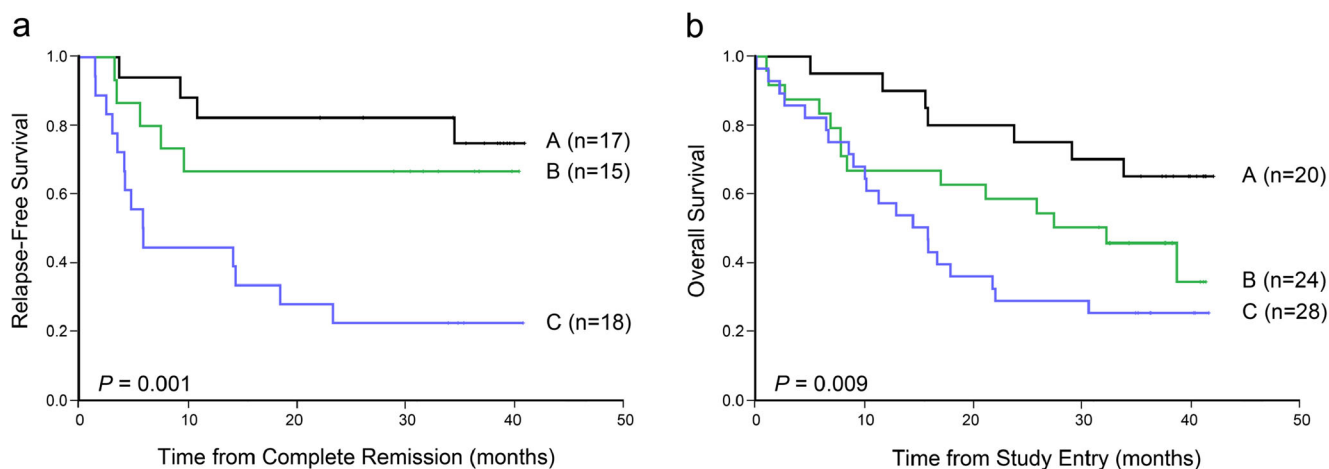 a
Relapse-Free Survival
1.0
0.8
0.6
0.4
0.2
0.0
A (n=17)
B (n=15)
C (n=18)
P = 0.001
0 10 20 30 40 50
Time from Complete Remission (months)
b
Overall Survival
1.0
0.8
0.6
0.4
0.2
0.0
A (n=20)
B (n=24)
C (n=28)
P = 0.009
0 10 20 30 40 50
Time from Study Entry (months)